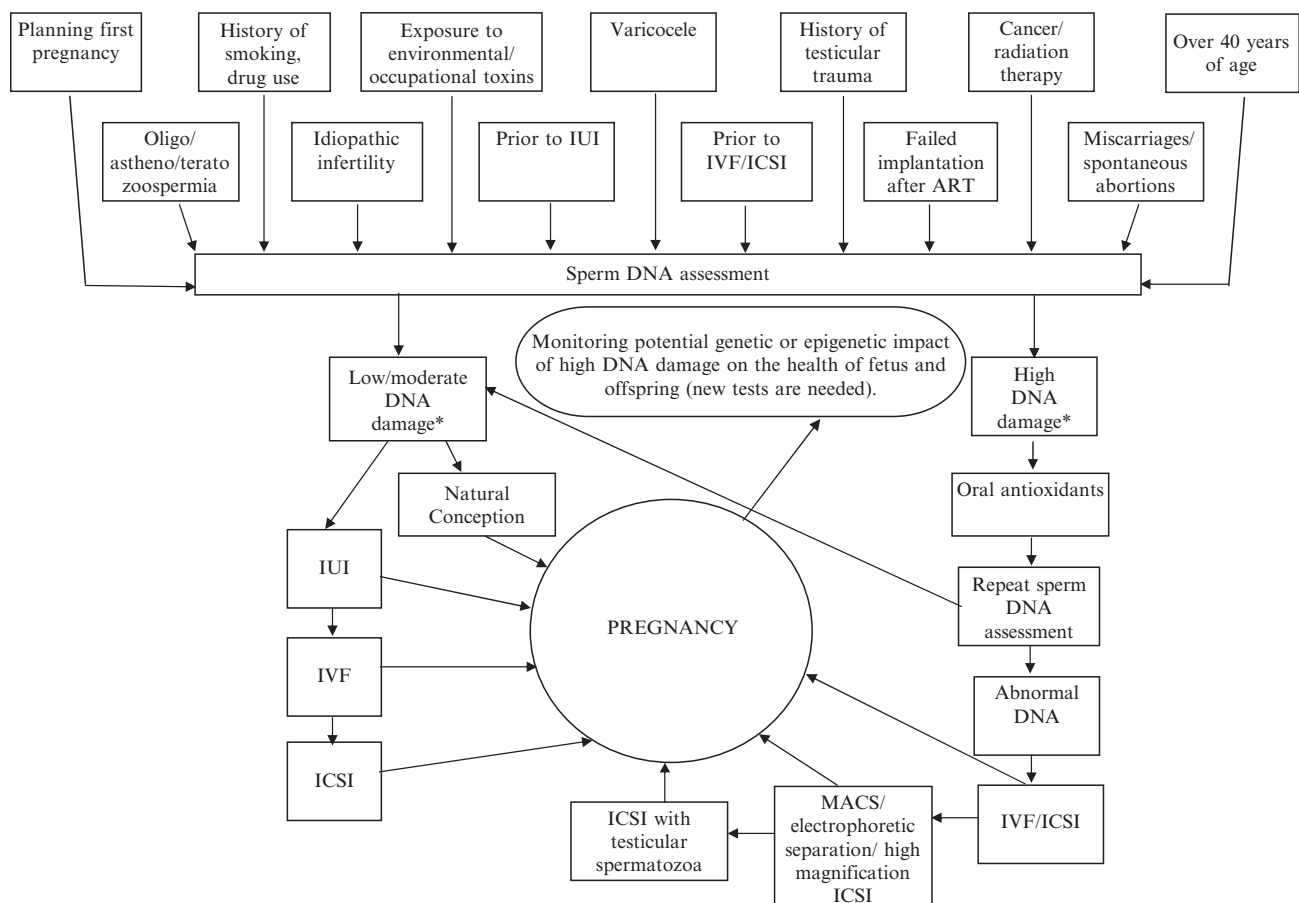 Planning first
pregnancy
History of
smoking,
drug use
Exposure to
environmental/
occupational toxins
Varicocele
History
of testicular
trauma
Cancer/
radiation
therapy
Over 40 years
of age
Oligo/
astheno/terato
zoospermia
Idiopathic
infertility
Prior to IUI
Prior to
IVF/ICSI
Failed
implantation
after ART
Miscarriages/
spontaneous
abortions
Sperm DNA assessment
Low/moderate
DNA
damage*
Monitoring potential genetic or epigenetic impact
of high DNA damage on the health of fetus and
offspring (new tests are needed).
High
DNA
damage*
Natural
Conception
Oral antioxidants
IUI
PREGNANCY
Repeat sperm
DNA
assessment
IVF
Abnormal
DNA
ICSI
ICSI with
testicular
spermatozoa
MACS/
electrophoretic
separation/ high
magnification
ICSI
IVF/ICSI